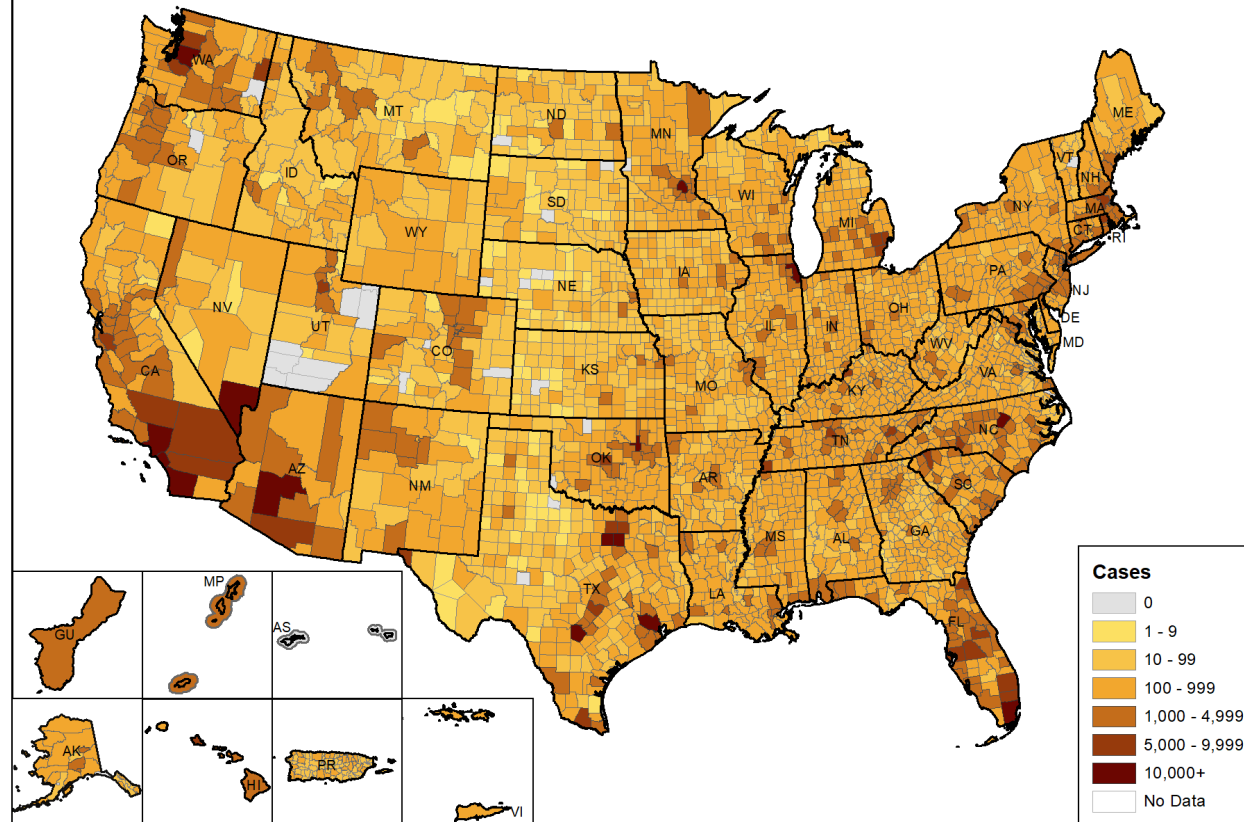 WA
MT
ND
MN
ME
OR
ID
SD
WI
VT
NH
NY
MA
WY
MI
CT
RI
IA
PA
NE
NV
NJ
UT
OH
DE
IL
IN
MD
CO
WV
CA
KS
VA
MO
KY
NC
TN
OK
AZ
AR
NM
SC
MS
AL
GA
TX
LA
FL
MP
GU
AS
AK
HI
PR
VI
Cases
0
1 - 9
10 - 99
100 - 999
1,000 - 4,999
5,000 - 9,999
10,000+
No Data